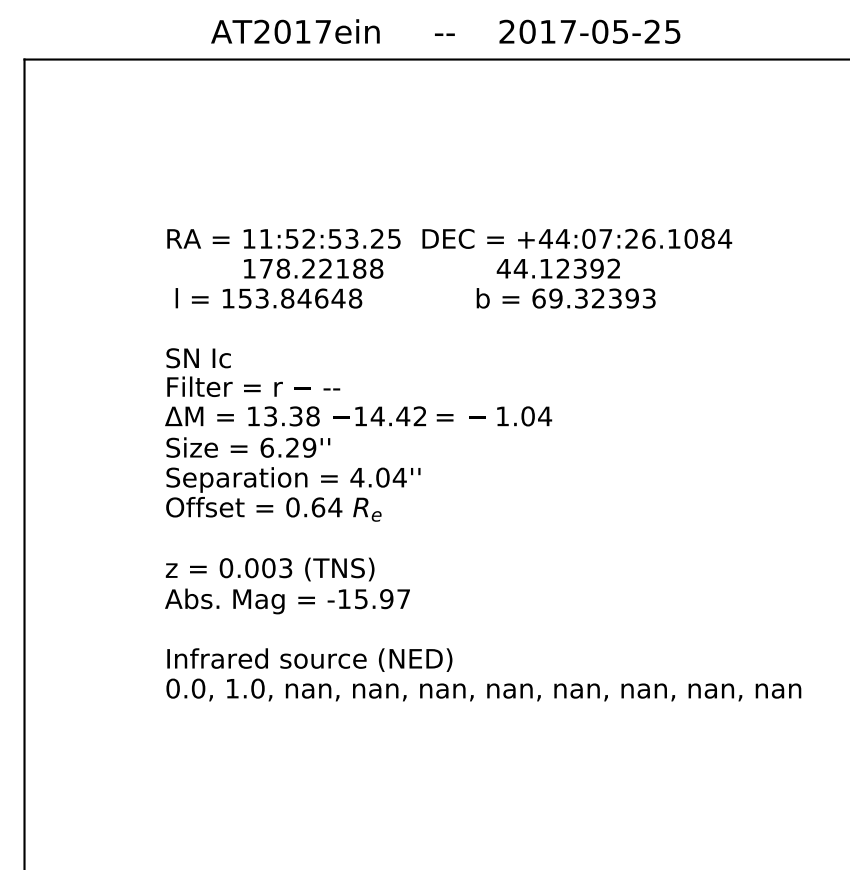 AT2017ein -- 2017-05-25
RA = 11:52:53.25 DEC = +44:07:26.1084
178.22188 44.12392
l = 153.84648 b = 69.32393
SN Ic
Filter = r − --
ΔM = 13.38 −14.42 = − 1.04
Size = 6.29''
Separation = 4.04''
Offset = 0.64 Rₑ
z = 0.003 (TNS)
Abs. Mag = -15.97
Infrared source (NED)
0.0, 1.0, nan, nan, nan, nan, nan, nan, nan, nan